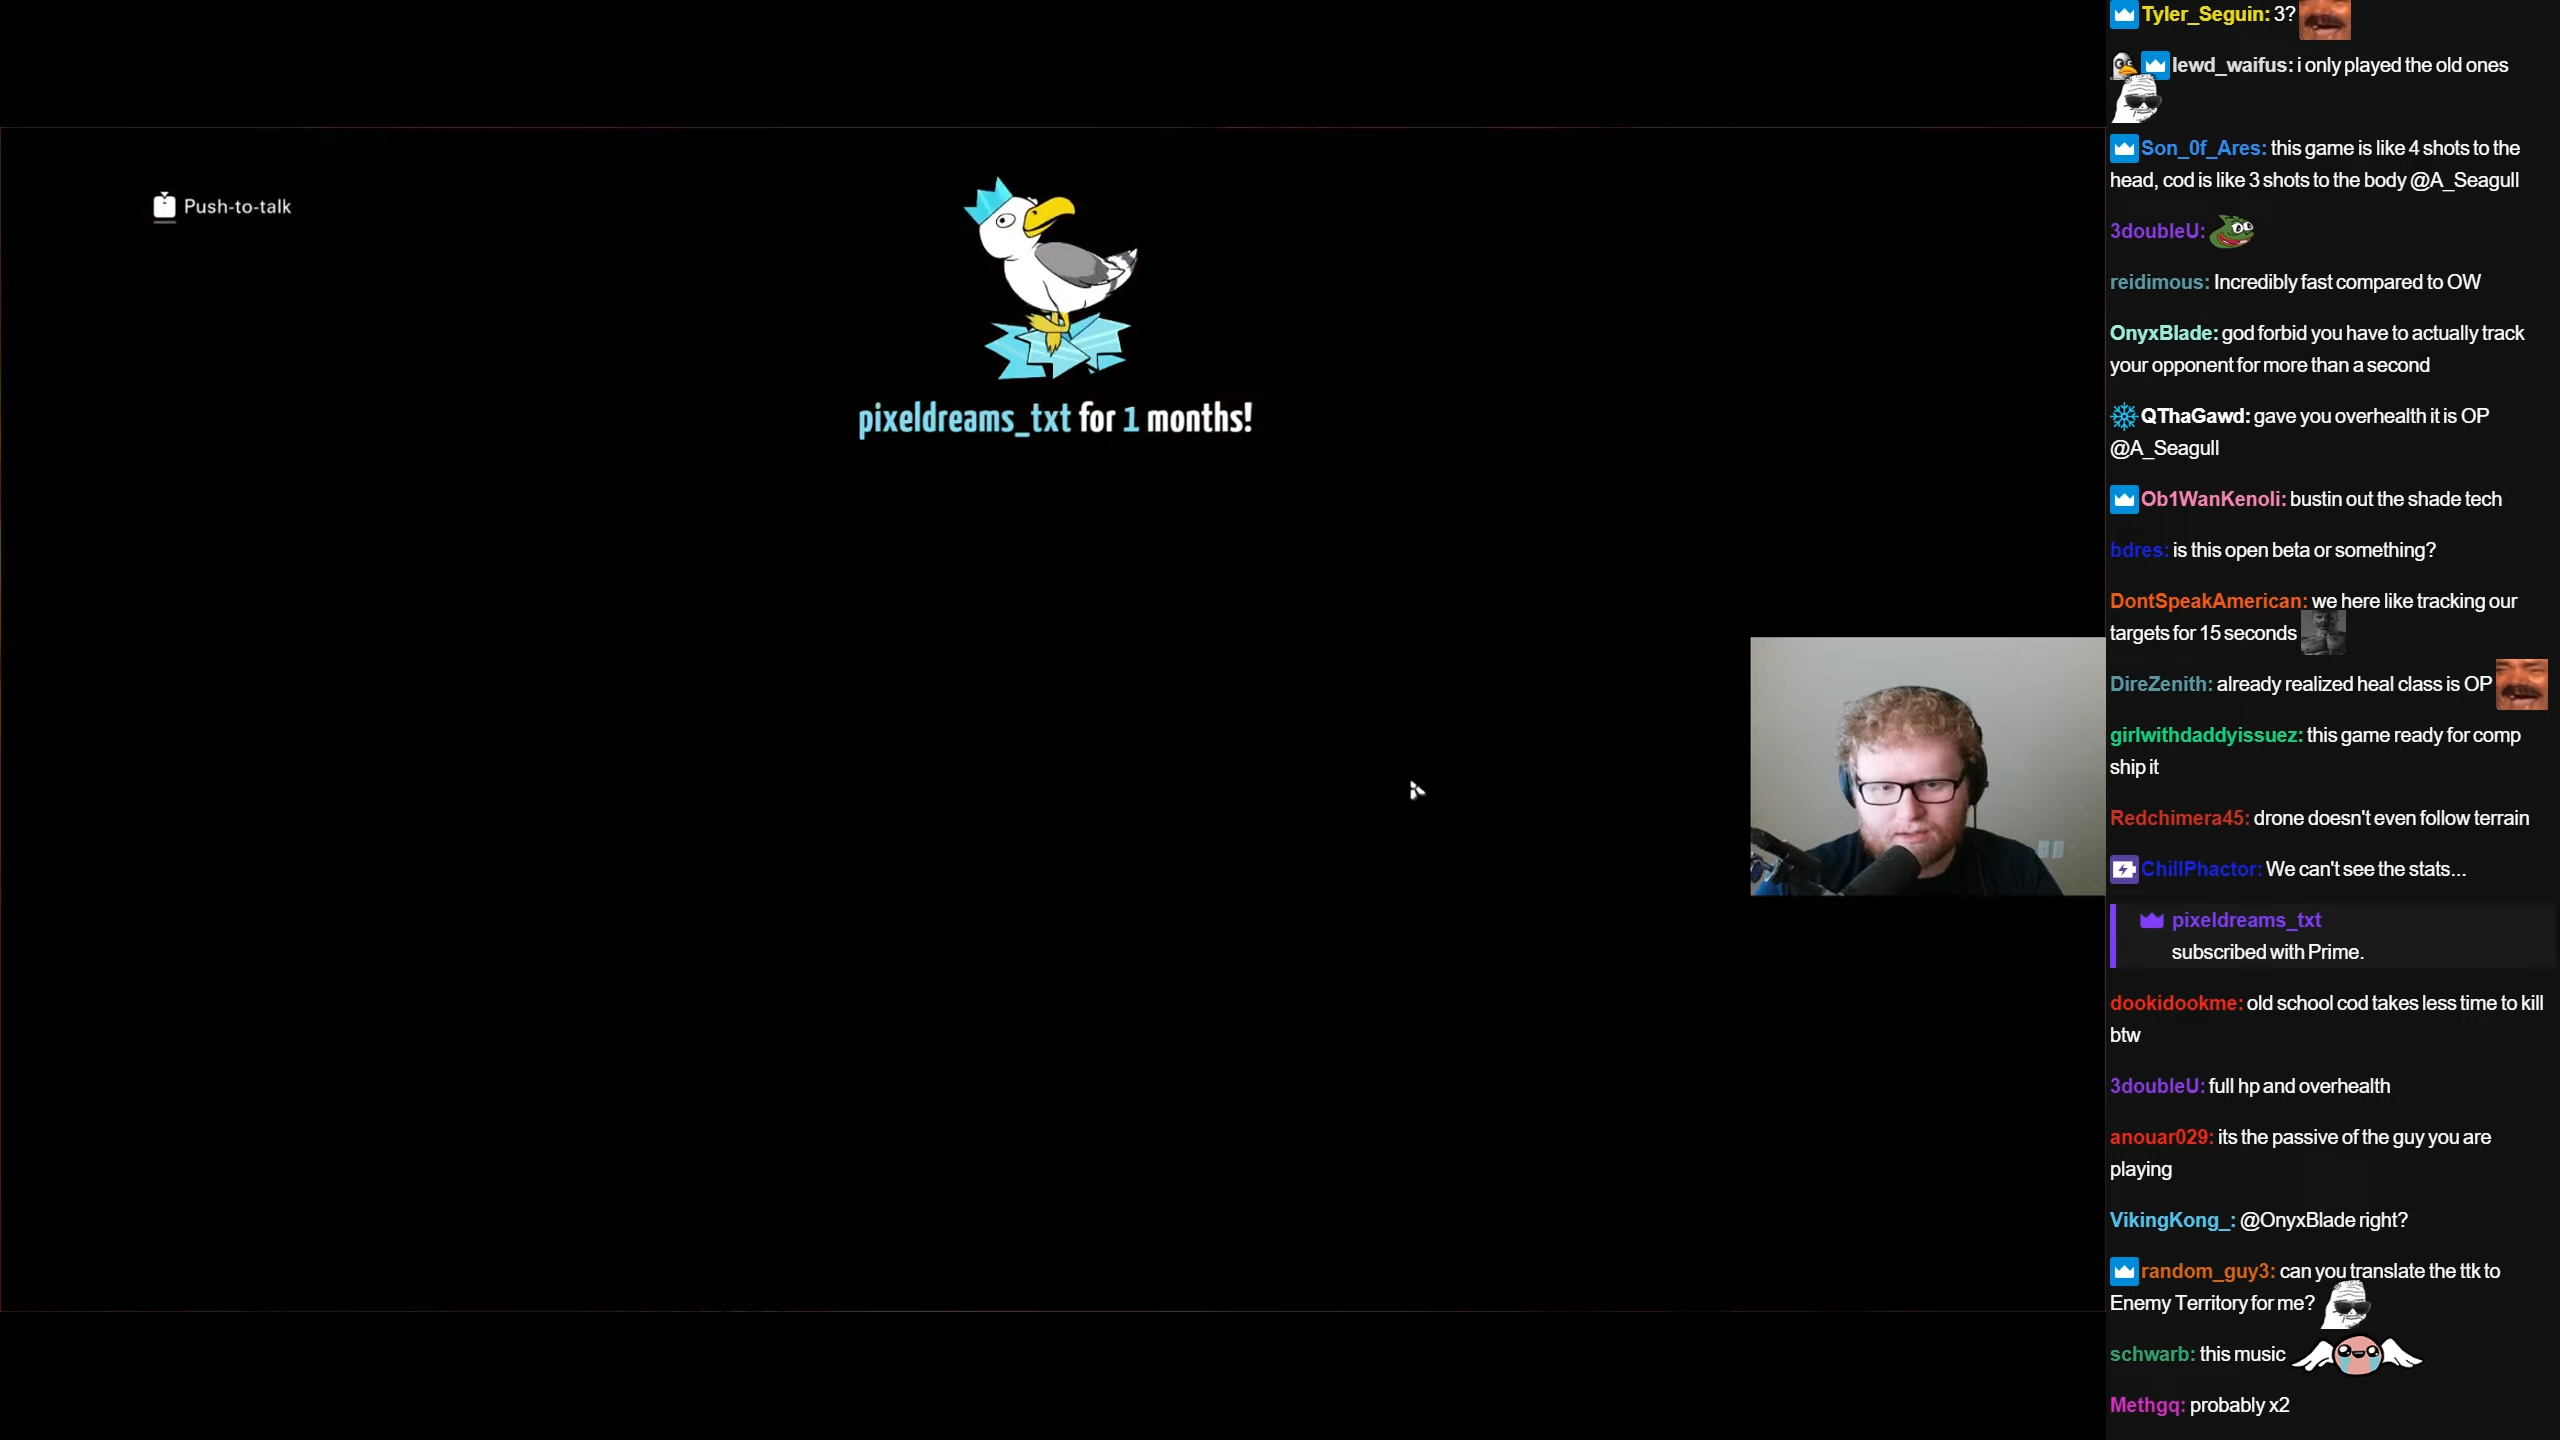 Push-to-talk
pixeldreams_txt for 1 months!
Tyler_Seguin: 3?
lewd_waifus: i only played the old ones
Son_0f_Ares: this game is like 4 shots to the
head, cod is like 3 shots to the body @A_Seagull
3doubleU:
reidimous: Incredibly fast compared to OW
OnyxBlade: god forbid you have to actually track
your opponent for more than a second
QThaGawd: gave you overhealth it is OP
@A_Seagull
Ob1WanKenoli: bustin out the shade tech
bdres: is this open beta or something?
DontSpeakAmerican: we here like tracking our
targets for 15 seconds
DireZenith: already realized heal class is OP
girlwithdaddyissuez: this game ready for comp
ship it
Redchimera45: drone doesn't even follow terrain
ChillPhactor: We can't see the stats...
pixeldreams_txt
subscribed with Prime.
dookidookme: old school cod takes less time to kill
btw
3doubleU: full hp and overhealth
anouar029: its the passive of the guy you are
playing
VikingKong_: @OnyxBlade right?
random_guy3: can you translate the ttk to
Enemy Territory for me?
schwarb: this music
Methgq: probably x2